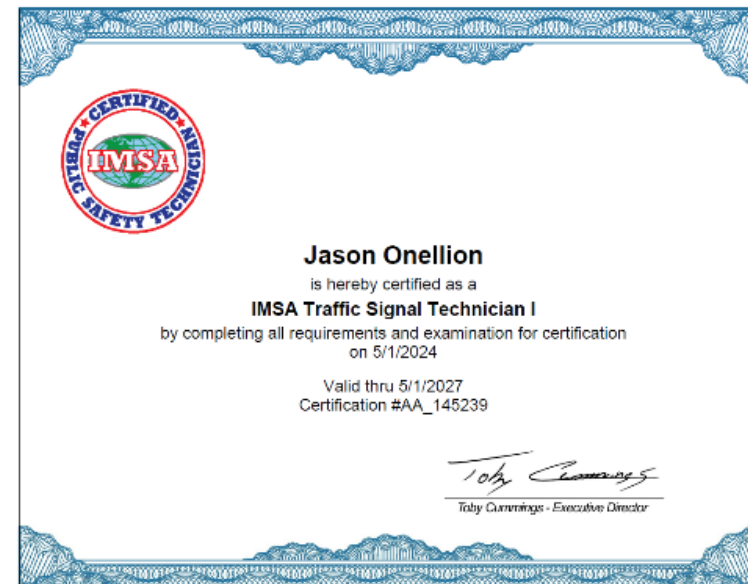 CERTIFIED
PUBLIC SAFETY TECHNICIAN
IMSA
Jason Onellion
is hereby certified as a
IMSA Traffic Signal Technician I
by completing all requirements and examination for certification
on 5/1/2024
Valid thru 5/1/2027
Certification #AA_145239
Toby Cummings
Toby Cummings - Executive Director